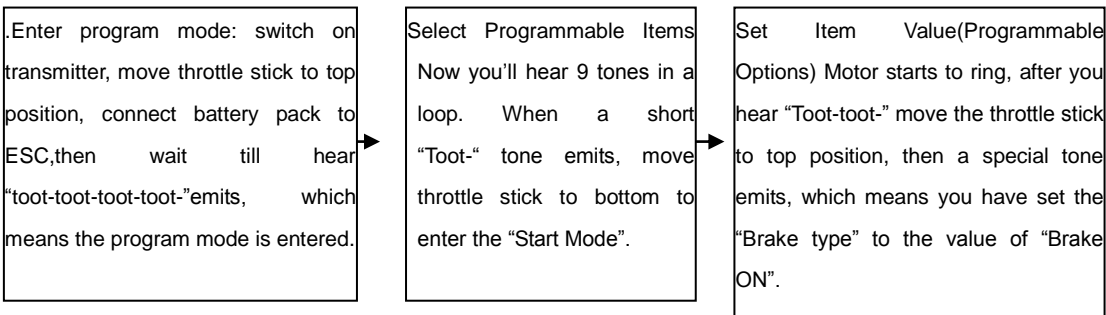 .Enter program mode: switch on
transmitter, move throttle stick to top
position, connect battery pack to
ESC,then wait till hear
“toot-toot-toot-toot-”emits, which
means the program mode is entered.
Select Programmable Items
Now you’ll hear 9 tones in a
loop. When a short
“Toot-“ tone emits, move
throttle stick to bottom to
enter the “Start Mode”.
Set Item Value(Programmable
Options) Motor starts to ring, after you
hear “Toot-toot-” move the throttle stick
to top position, then a special tone
emits, which means you have set the
“Brake type” to the value of “Brake
ON”.